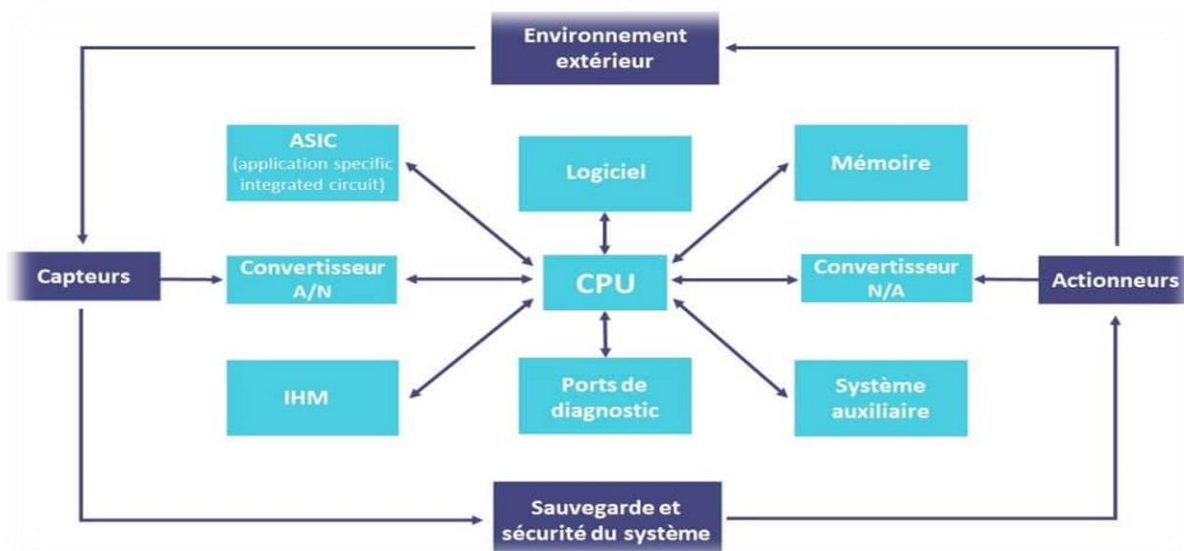 Environnement
extérieur
ASIC
(application specific
integrated circuit)
Logiciel
Mémoire
Capteurs
Convertisseur
A/N
CPU
Convertisseur
N/A
Actionneurs
IHM
Ports de
diagnostic
Système
auxiliaire
Sauvegarde et
sécurité du système